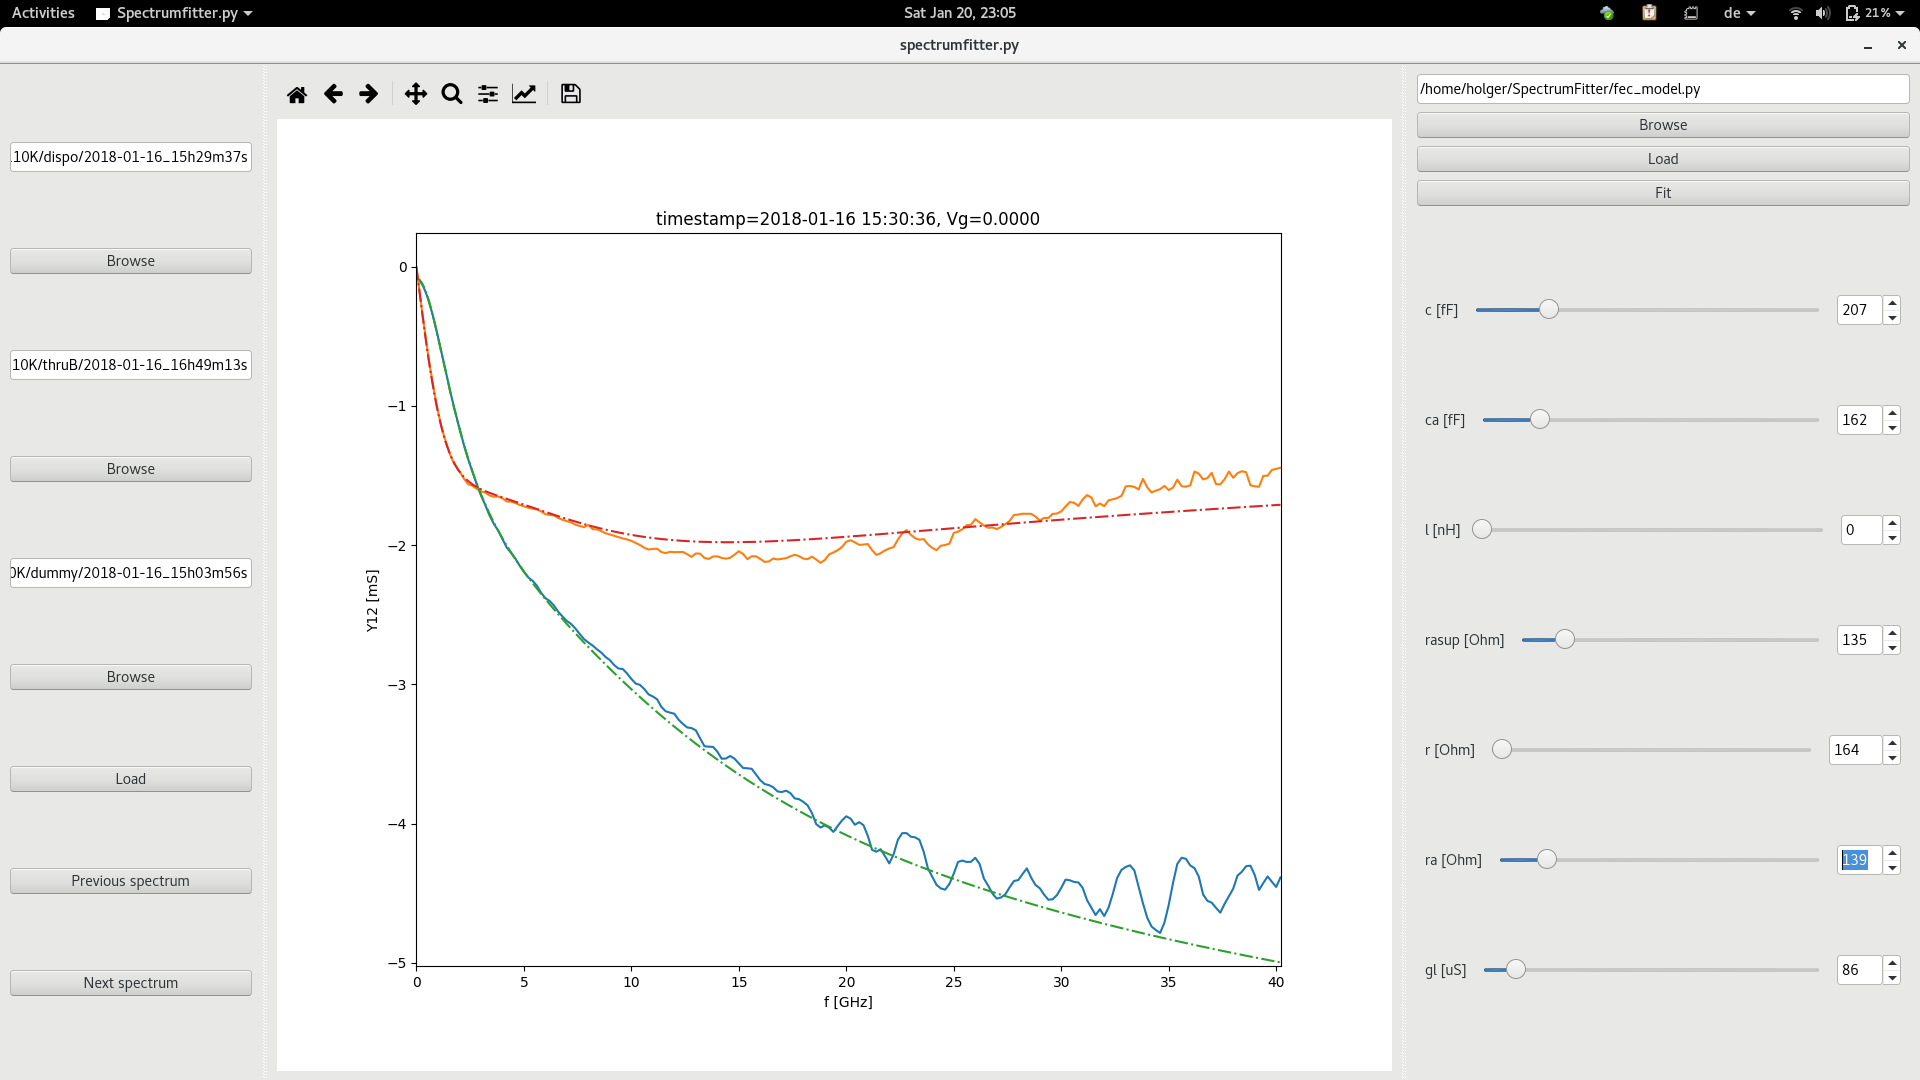 Activities Spectrumfitter.py Sat Jan 20, 23:05 de 21%
spectrumfitter.py
.10K/dispo/2018-01-16_15h29m37s
Browse
10K/thruB/2018-01-16_16h49m13s
Browse
0K/dummy/2018-01-16_15h03m56s
Browse
Load
Previous spectrum
Next spectrum
timestamp=2018-01-16 15:30:36, Vg=0.0000
Y12 [mS]
0
−1
−2
−3
−4
−5
0 5 10 15 20 25 30 35 40
f [GHz]
/home/holger/SpectrumFitter/fec_model.py
Browse
Load
Fit
c [fF] 207
ca [fF] 162
l [nH] 0
rasup [Ohm] 135
r [Ohm] 164
ra [Ohm] 139
gl [uS] 86